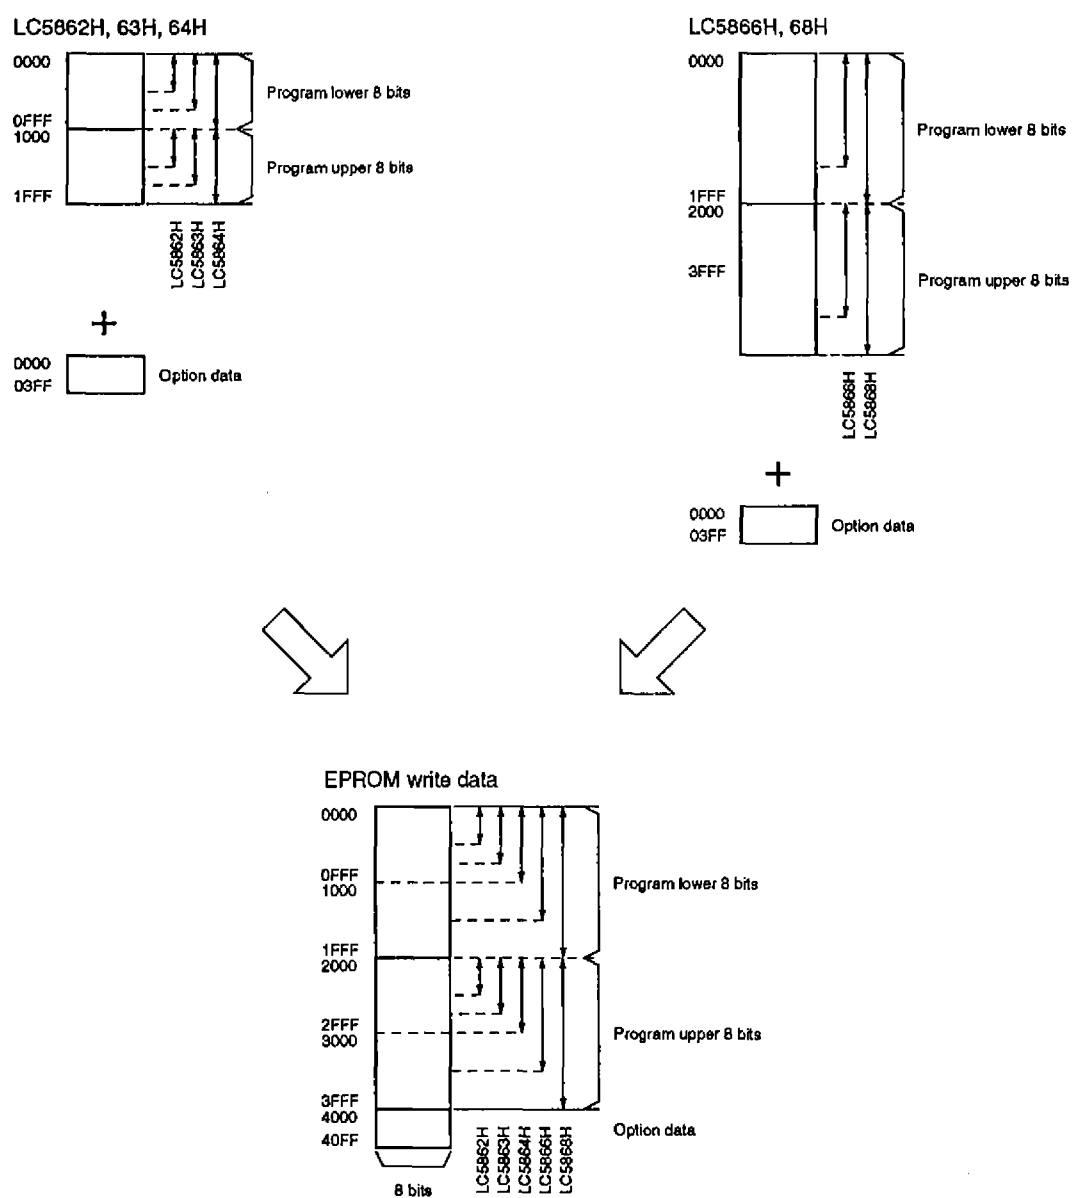 LC5862H, 63H, 64H
0000
0FFF
1000
1FFF
Program lower 8 bits
Program upper 8 bits
LC5862H
LC5863H
LC5864H
+
0000
03FF
Option data
LC5866H, 68H
0000
1FFF
2000
3FFF
Program lower 8 bits
Program upper 8 bits
LC5866H
LC5868H
+
0000
03FF
Option data
EPROM write data
0000
0FFF
1000
1FFF
2000
2FFF
3000
3FFF
4000
40FF
Program lower 8 bits
Program upper 8 bits
Option data
LC5862H
LC5863H
LC5864H
LC5866H
LC5868H
8 bits